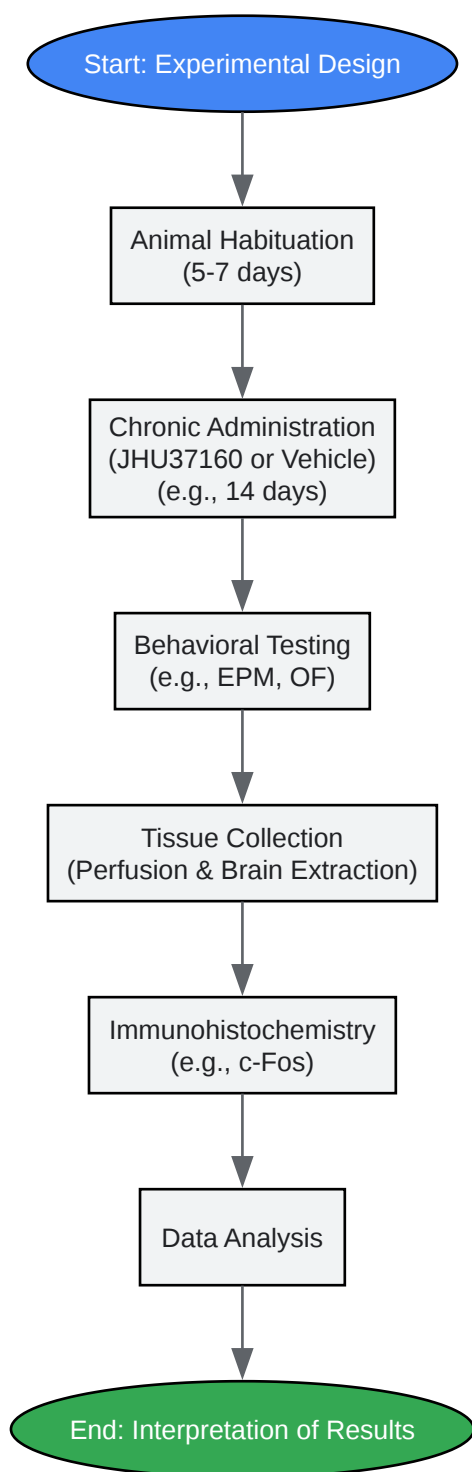 Start: Experimental Design
Animal Habituation
(5-7 days)
Chronic Administration
(JHU37160 or Vehicle)
(e.g., 14 days)
Behavioral Testing
(e.g., EPM, OF)
Tissue Collection
(Perfusion & Brain Extraction)
Immunohistochemistry
(e.g., c-Fos)
Data Analysis
End: Interpretation of Results